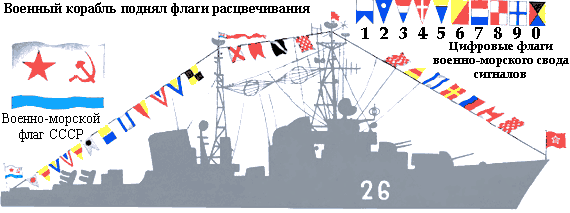 Военный корабль поднял флаги расцвечивания
1 2 3 4 5 6 7 8 9 0
Цифровые флаги
военно-морского свода
сигналов
Военно-морской
флаг СССР
26